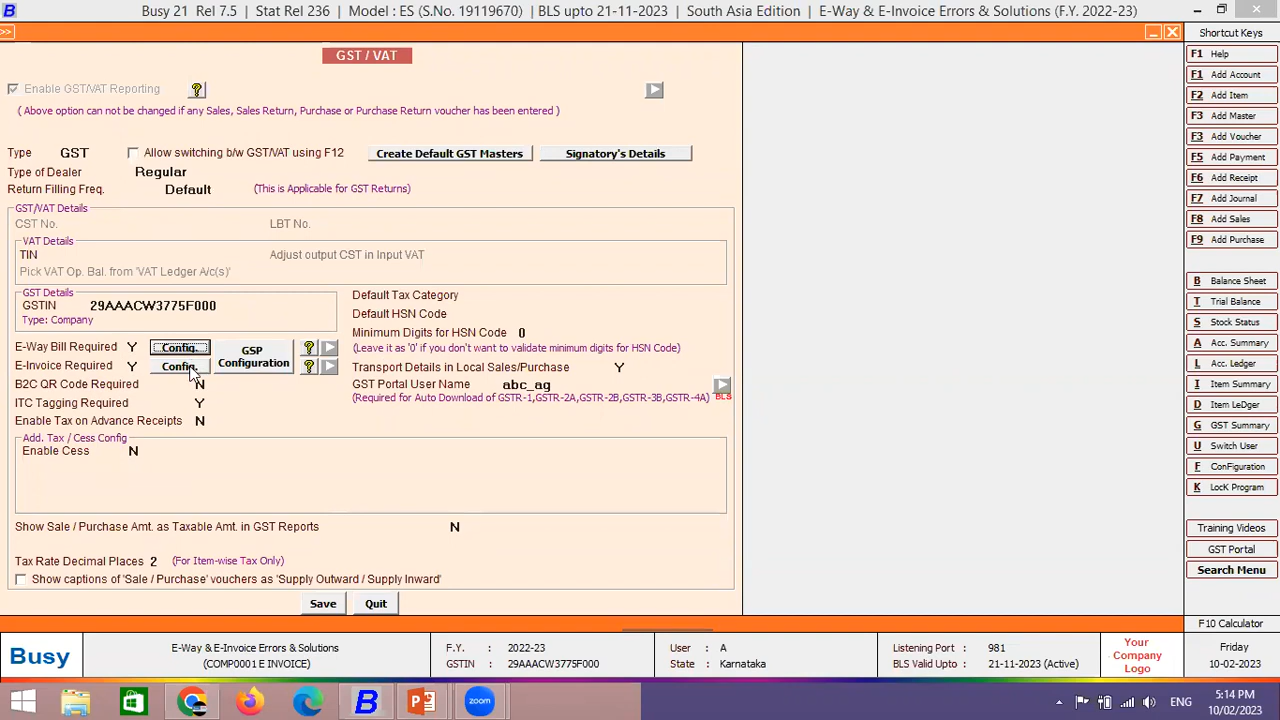 Busy 21 Rel 7.5 | Stat Rel 236 | Model : ES (S.No. 19119670) | BLS upto 21-11-2023 | South Asia Edition | E-Way & E-Invoice Errors & Solutions (F.Y. 2022-23)
>>
GST / VAT
Enable GST/VAT Reporting ?
( Above option can not be changed if any Sales, Sales Return, Purchase or Purchase Return voucher has been entered )
Type GST Allow switching b/w GST/VAT using F12 Create Default GST Masters Signatory's Details
Type of Dealer Regular
Return Filling Freq. Default (This is Applicable for GST Returns)
GST/VAT Details
CST No. LBT No.
VAT Details
TIN Adjust output CST in Input VAT
Pick VAT Op. Bal. from 'VAT Ledger A/c(s)'
GST Details
GSTIN 29AAACW3775F000
Type: Company
E-Way Bill Required Y Config. GSP Configuration ?
E-Invoice Required Y Config. ?
B2C QR Code Required N
ITC Tagging Required Y
Enable Tax on Advance Receipts N
Default Tax Category
Default HSN Code
Minimum Digits for HSN Code 0
(Leave it as '0' if you don't want to validate minimum digits for HSN Code)
Transport Details in Local Sales/Purchase Y
GST Portal User Name abc_ag
(Required for Auto Download of GSTR-1,GSTR-2A,GSTR-2B,GSTR-3B,GSTR-4A) BLS
Add. Tax / Cess Config
Enable Cess N
Show Sale / Purchase Amt. as Taxable Amt. in GST Reports N
Tax Rate Decimal Places 2 (For Item-wise Tax Only)
Show captions of 'Sale / Purchase' vouchers as 'Supply Outward / Supply Inward'
Save Quit
Shortcut Keys
F1 Help
F1 Add Account
F2 Add Item
F3 Add Master
F3 Add Voucher
F5 Add Payment
F6 Add Receipt
F7 Add Journal
F8 Add Sales
F9 Add Purchase
B Balance Sheet
T Trial Balance
S Stock Status
A Acc. Summary
L Acc. Ledger
I Item Summary
D Item LeDger
G GST Summary
U Switch User
F ConFiguration
K LocK Program
Training Videos
GST Portal
Search Menu
F10 Calculator
Busy
E-Way & E-Invoice Errors & Solutions
(COMP0001 E INVOICE)
F.Y. : 2022-23
GSTIN : 29AAACW3775F000
User : A
State : Karnataka
Listening Port : 981
BLS Valid Upto : 21-11-2023 (Active)
Your
Company
Logo
Friday
10-02-2023
B zoom ENG
5:14 PM
10/02/2023